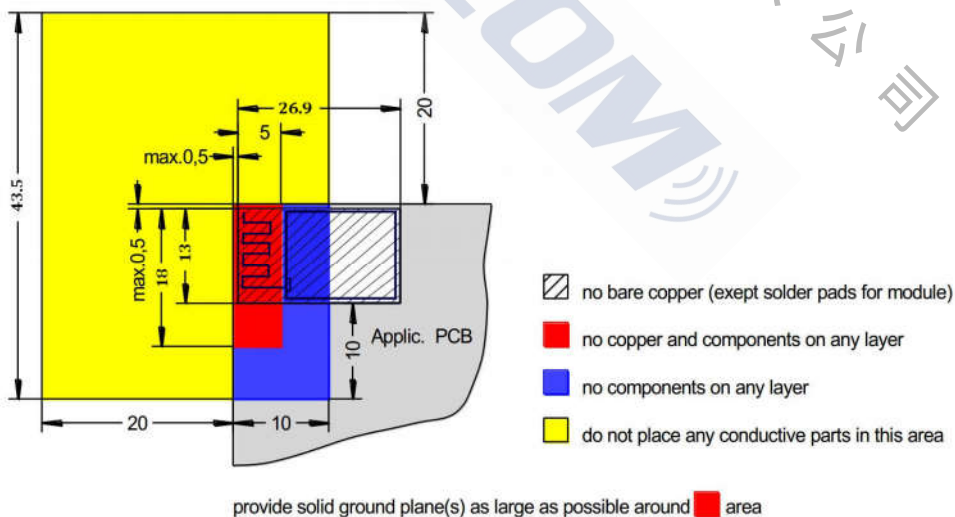 公司
COM
26.9
20
5
max.0,5
43.5
max.0,5
18
13
Applic. PCB
10
20
10
no bare copper (exept solder pads for module)
no copper and components on any layer
no components on any layer
do not place any conductive parts in this area
provide solid ground plane(s) as large as possible around area